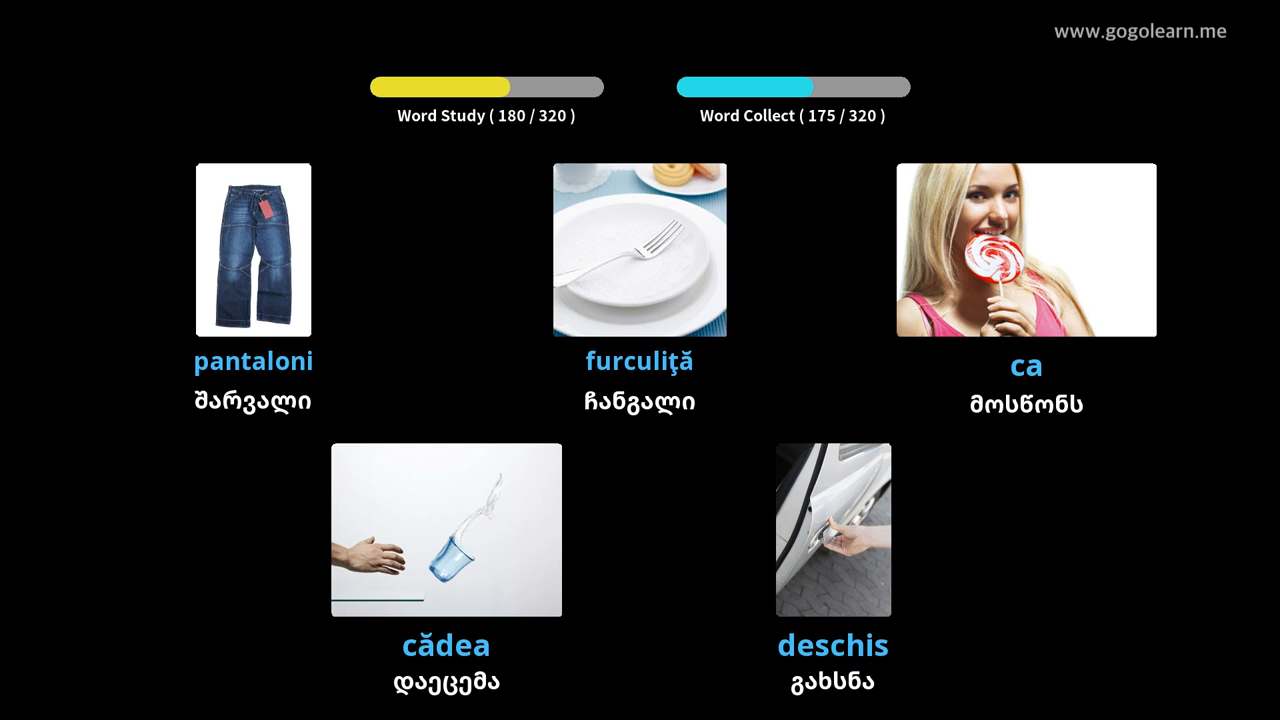 www.gogolearn.me
Word Study ( 180 / 320 )
Word Collect ( 175 / 320 )
pantaloni
furculiţă
ca
შარვალი
ჩანგალი
მოსწონს
cădea
deschis
დაეცემა
გახსნა